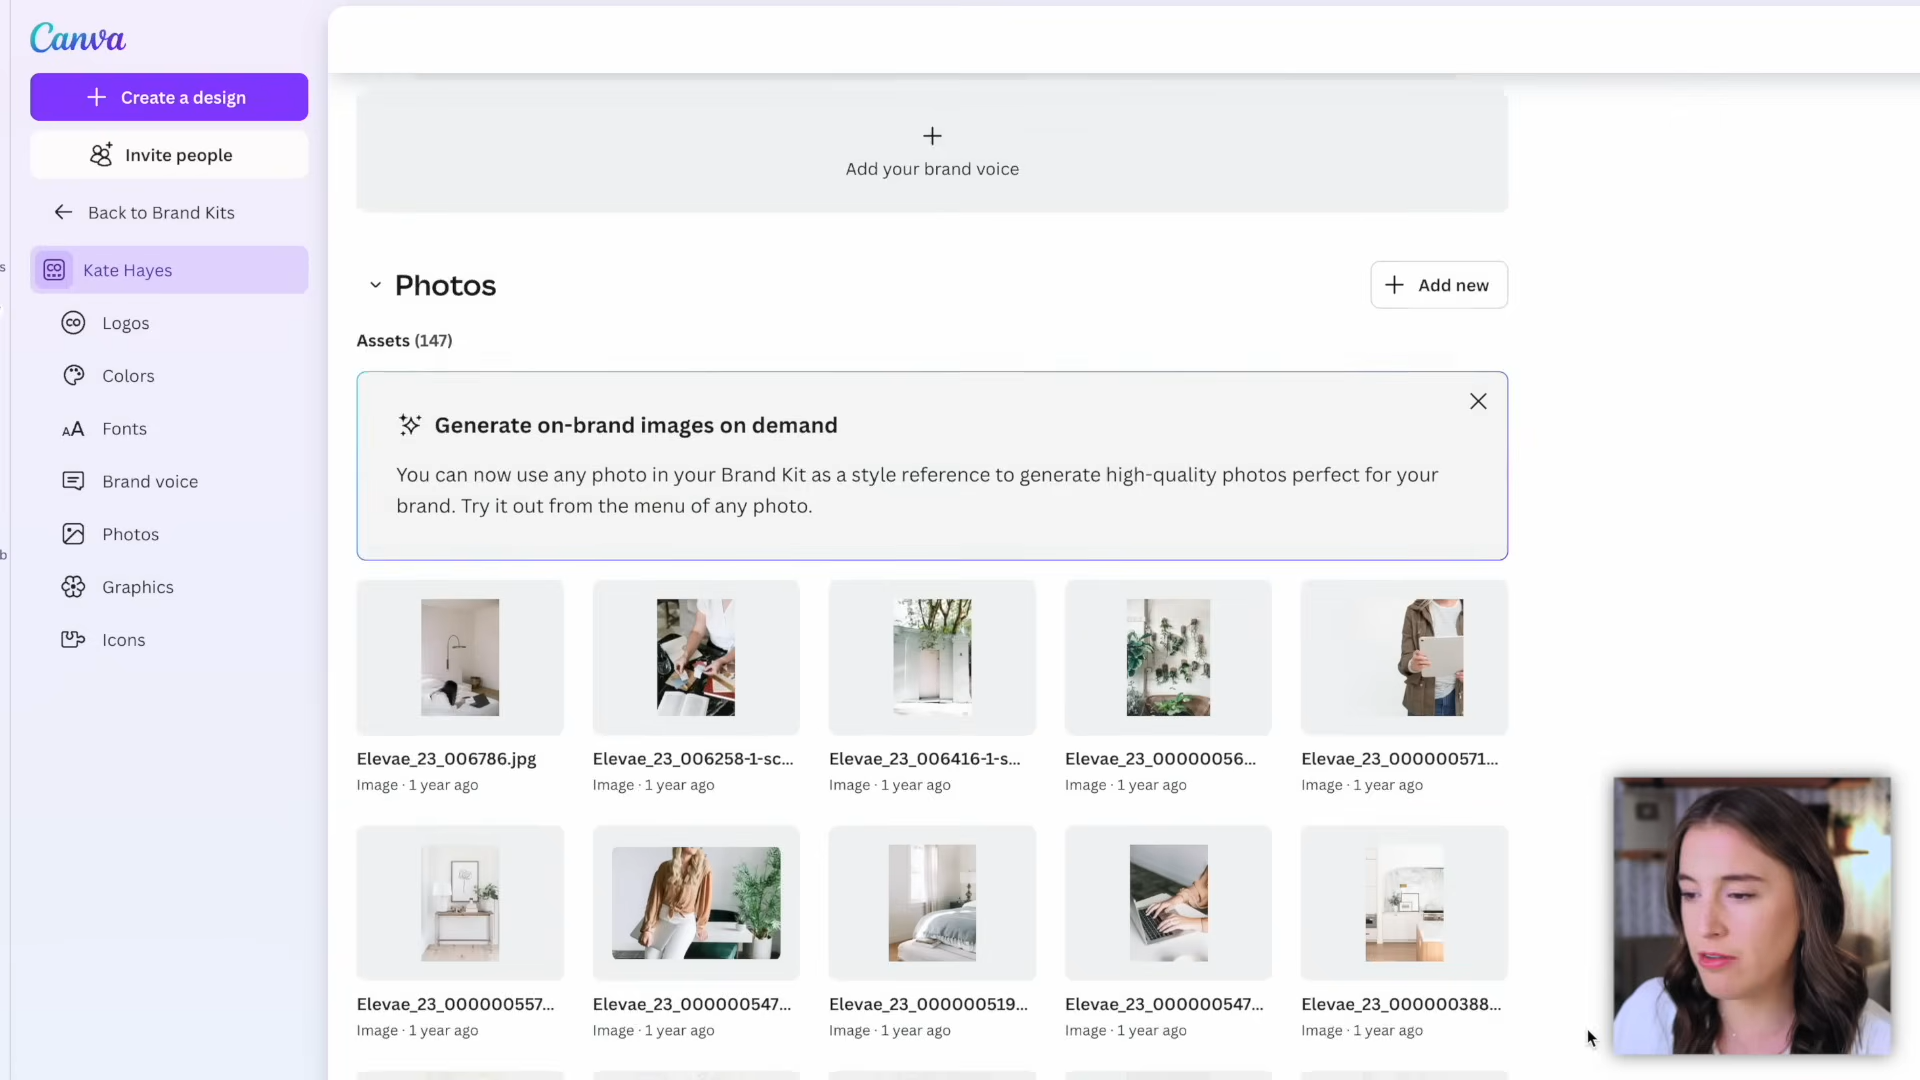 Canva
Create a design
Invite people
Back to Brand Kits
Kate Hayes
Logos
Colors
Fonts
Brand voice
Photos
Graphics
Icons
Add your brand voice
Photos
Add new
Assets (147)
Generate on-brand images on demand
You can now use any photo in your Brand Kit as a style reference to generate high-quality photos perfect for your
brand. Try it out from the menu of any photo.
Elevae_23_006786.jpg
Image · 1 year ago
Elevae_23_006258-1-sc...
Image · 1 year ago
Elevae_23_006416-1-s...
Image · 1 year ago
Elevae_23_00000056...
Image · 1 year ago
Elevae_23_000000571...
Image · 1 year ago
Elevae_23_000000557...
Image · 1 year ago
Elevae_23_000000547...
Image · 1 year ago
Elevae_23_000000519...
Image · 1 year ago
Elevae_23_000000547...
Image · 1 year ago
Elevae_23_000000388...
Image · 1 year ago